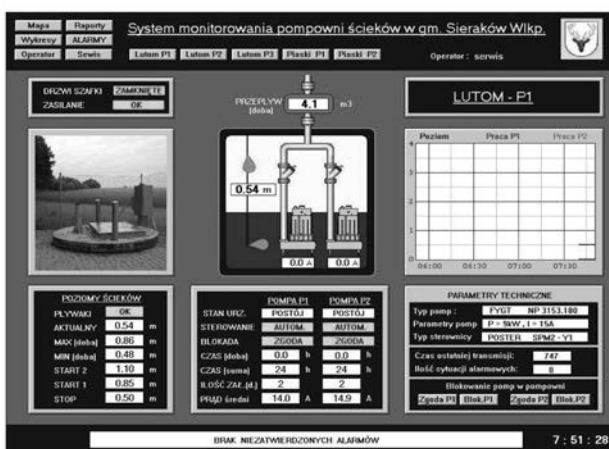 Mapa Raporty
Wykresy ALARMY
Operator Sewis
System monitorowania pompowni ścieków w gm. Sieraków Wlkp.
Lutom P1 Lutom P2 Lutom P3 Piaski P1 Piaski P2
Operator : serwis
DRZWI SZAFKI ZAMKNIĘTE
ZASILANIE OK
PRZEPŁYW (doba) 4.1 m3
0.54 m
0.0 A 0.0 A
LUTOM - P1
Poziom Praca P1 Praca P2
4
3
2
1
0
06:00 06:30 07:00 07:30
POZIOMY ŚCIEKÓW
PŁYWAKI OK
AKTUALNY 0.54 m
MAX (doba) 0.86 m
MIN (doba) 0.48 m
START 2 1.10 m
START 1 0.85 m
STOP 0.50 m
POMPA P1 POMPA P2
STAN URZ. POSTÓJ POSTÓJ
STEROWANIE AUTOM. AUTOM.
BLOKADA ZGODA ZGODA
CZAS (doba) 0.0 h 0.0 h
CZAS (suma) 24 h 24 h
ILOŚĆ ZAŁ.(d.) 2 2
PRĄD średni 14.0 A 14.9 A
PARAMETRY TECHNICZNE
Typ pomp : FYGT NP 3153.180
Parametry pomp P = 9kW , I = 15A
Typ sterownicy POSTER SPM2 - Y1
Czas ostatniej transmisji: 747
Ilość sytuacji alarmowych: 8
Blokowanie pomp w pompowni
Zgoda P1 Blok.P1 Zgoda P2 Blok.P2
BRAK NIEZATWIERDZONYCH ALARMÓW
7 : 51 : 28